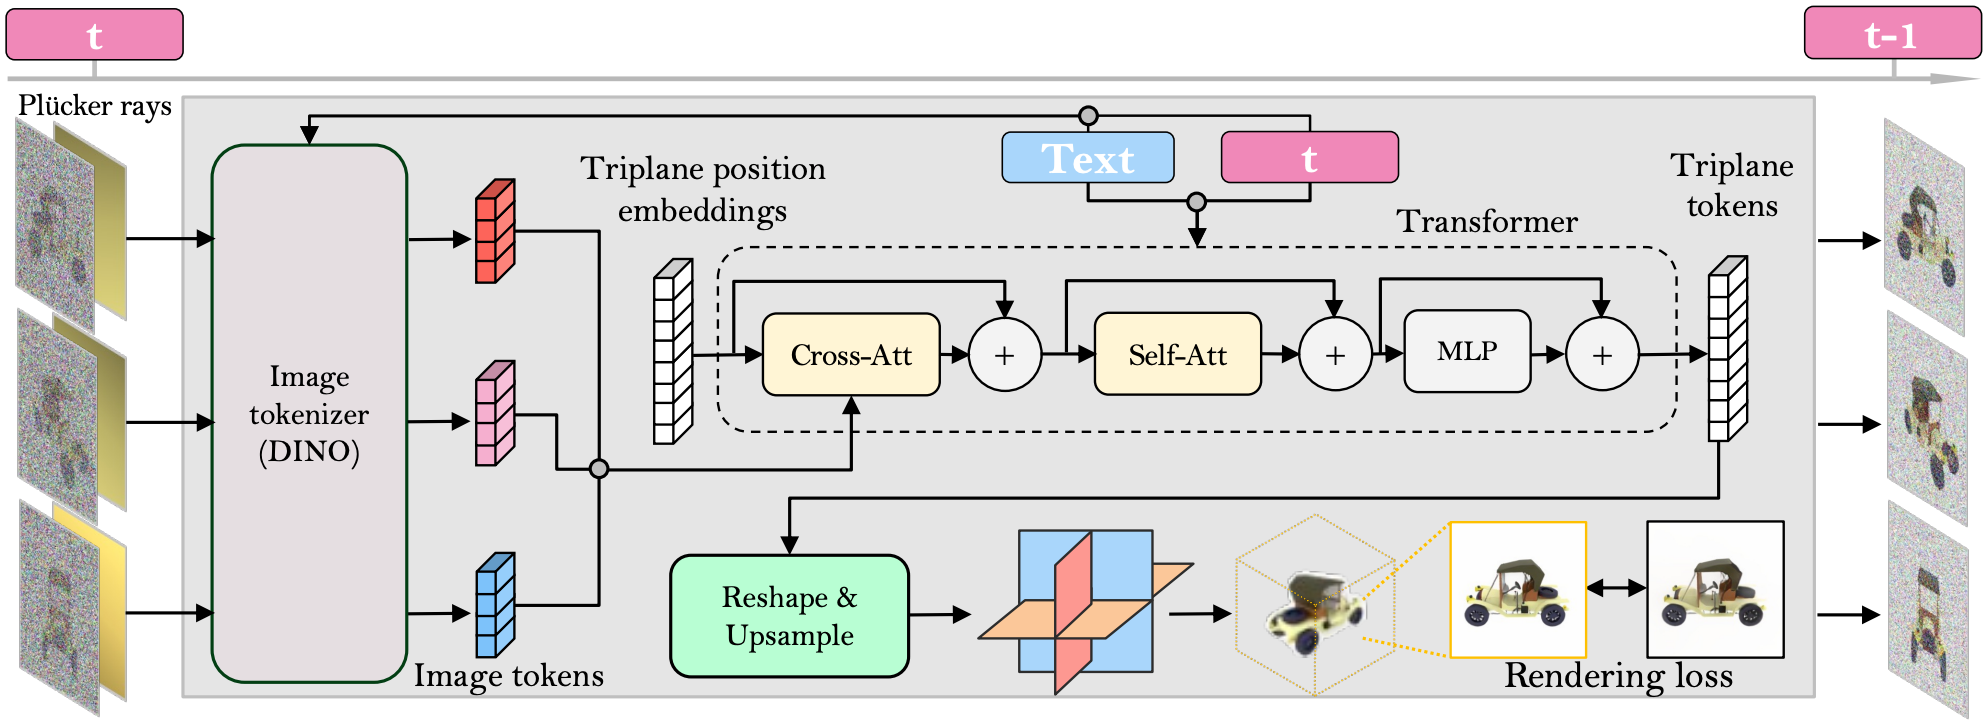 t
t-1
Plücker rays
Text
t
Triplane position
embeddings
Transformer
Triplane
tokens
Image
tokenizer
(DINO)
Cross-Att
+
Self-Att
+
MLP
+
Reshape &
Upsample
Image tokens
Rendering loss